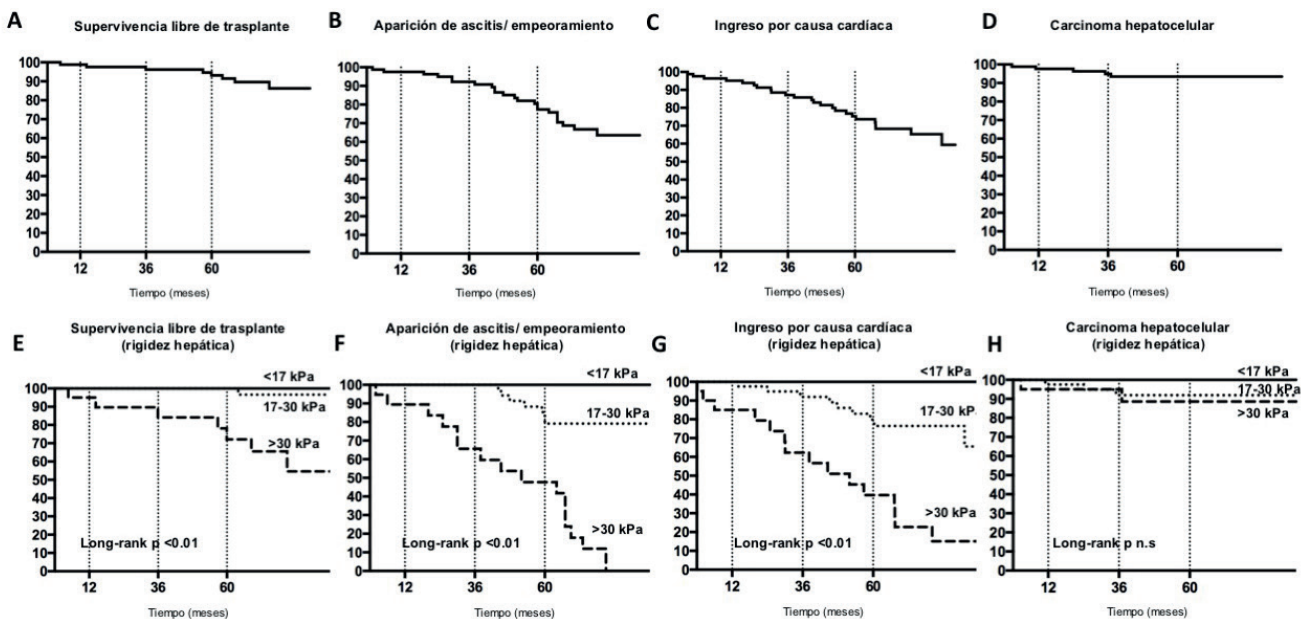 A
Supervivencia libre de trasplante
100
90
80
70
60
50
40
30
20
10
0
12
36
60
Tiempo (meses)
B
Aparición de ascitis/ empeoramiento
100
90
80
70
60
50
40
30
20
10
0
12
36
60
Tiempo (meses)
C
Ingreso por causa cardíaca
100
90
80
70
60
50
40
30
20
10
0
12
36
60
Tiempo (meses)
D
Carcinoma hepatocelular
100
90
80
70
60
50
40
30
20
10
0
12
36
60
Tiempo (meses)
E
Supervivencia libre de trasplante
(rigidez hepática)
<17 kPa
100
90
80
70
60
50
40
30
20
10
0
17-30 kPa
>30 kPa
Long-rank p <0.01
12
36
60
Tiempo (meses)
F
Aparición de ascitis/ empeoramiento
(rigidez hepática)
<17 kPa
100
90
80
70
60
50
40
30
20
10
0
17-30 kPa
>30 kPa
Long-rank p <0.01
12
36
60
Tiempo (meses)
G
Ingreso por causa cardíaca
(rigidez hepática)
<17 kPa
100
90
80
70
60
50
40
30
20
10
0
17-30 kP
>30 kPa
Long-rank p <0.01
12
36
60
Tiempo (meses)
H
Carcinoma hepatocelular
(rigidez hepática)
<17 kPa
100
90
80
70
60
50
40
30
20
10
0
17-30 kPa
>30 kPa
Long-rank p n.s
12
36
60
Tiempo (meses)